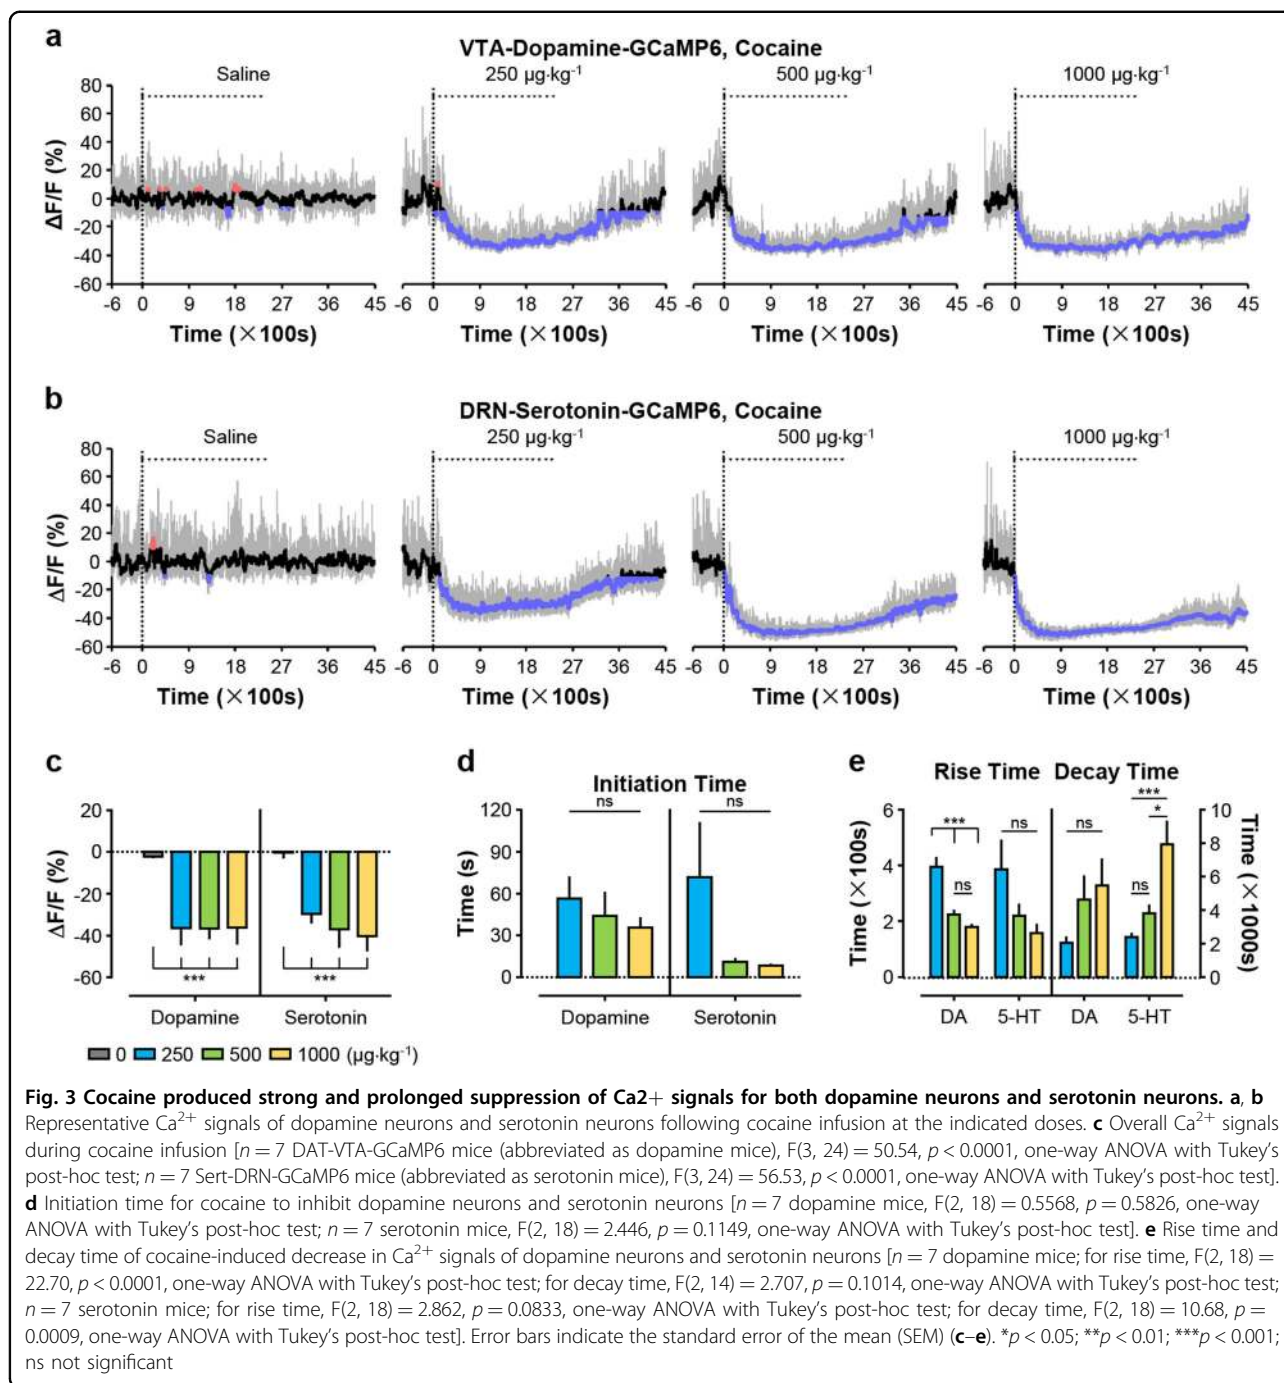 a
VTA-Dopamine-GCaMP6, Cocaine
Saline 250 µg·kg⁻¹ 500 µg·kg⁻¹ 1000 µg·kg⁻¹
ΔF/F (%)
80
60
40
20
0
-20
-40
-60
-6 0 9 18 27 36 45 -6 0 9 18 27 36 45 -6 0 9 18 27 36 45 -6 0 9 18 27 36 45
Time (×100s) Time (×100s) Time (×100s) Time (×100s)
b
DRN-Serotonin-GCaMP6, Cocaine
Saline 250 µg·kg⁻¹ 500 µg·kg⁻¹ 1000 µg·kg⁻¹
ΔF/F (%)
80
60
40
20
0
-20
-40
-60
-6 0 9 18 27 36 45 -6 0 9 18 27 36 45 -6 0 9 18 27 36 45 -6 0 9 18 27 36 45
Time (×100s) Time (×100s) Time (×100s) Time (×100s)
c
ΔF/F (%)
20
0
-20
-40
-60
*** ***
Dopamine Serotonin
0 250 500 1000 (µg·kg⁻¹)
d
Initiation Time
ns ns
Time (s)
120
90
60
30
0
Dopamine Serotonin
e
Rise Time Decay Time
Time (×100s)
6
4
2
0
*** ns ns ***
ns ns *
10
8
6
4
2
0
Time (×1000s)
DA 5-HT DA 5-HT
Fig. 3 Cocaine produced strong and prolonged suppression of Ca2+ signals for both dopamine neurons and serotonin neurons. a, b
Representative Ca²⁺ signals of dopamine neurons and serotonin neurons following cocaine infusion at the indicated doses. c Overall Ca²⁺ signals
during cocaine infusion [n = 7 DAT-VTA-GCaMP6 mice (abbreviated as dopamine mice), F(3, 24) = 50.54, p < 0.0001, one-way ANOVA with Tukey's
post-hoc test; n = 7 Sert-DRN-GCaMP6 mice (abbreviated as serotonin mice), F(3, 24) = 56.53, p < 0.0001, one-way ANOVA with Tukey's post-hoc test].
d Initiation time for cocaine to inhibit dopamine neurons and serotonin neurons [n = 7 dopamine mice, F(2, 18) = 0.5568, p = 0.5826, one-way
ANOVA with Tukey's post-hoc test; n = 7 serotonin mice, F(2, 18) = 2.446, p = 0.1149, one-way ANOVA with Tukey's post-hoc test]. e Rise time and
decay time of cocaine-induced decrease in Ca²⁺ signals of dopamine neurons and serotonin neurons [n = 7 dopamine mice; for rise time, F(2, 18) =
22.70, p < 0.0001, one-way ANOVA with Tukey's post-hoc test; for decay time, F(2, 14) = 2.707, p = 0.1014, one-way ANOVA with Tukey's post-hoc test;
n = 7 serotonin mice; for rise time, F(2, 18) = 2.862, p = 0.0833, one-way ANOVA with Tukey's post-hoc test; for decay time, F(2, 18) = 10.68, p =
0.0009, one-way ANOVA with Tukey's post-hoc test]. Error bars indicate the standard error of the mean (SEM) (c–e). *p < 0.05; **p < 0.01; ***p < 0.001;
ns not significant